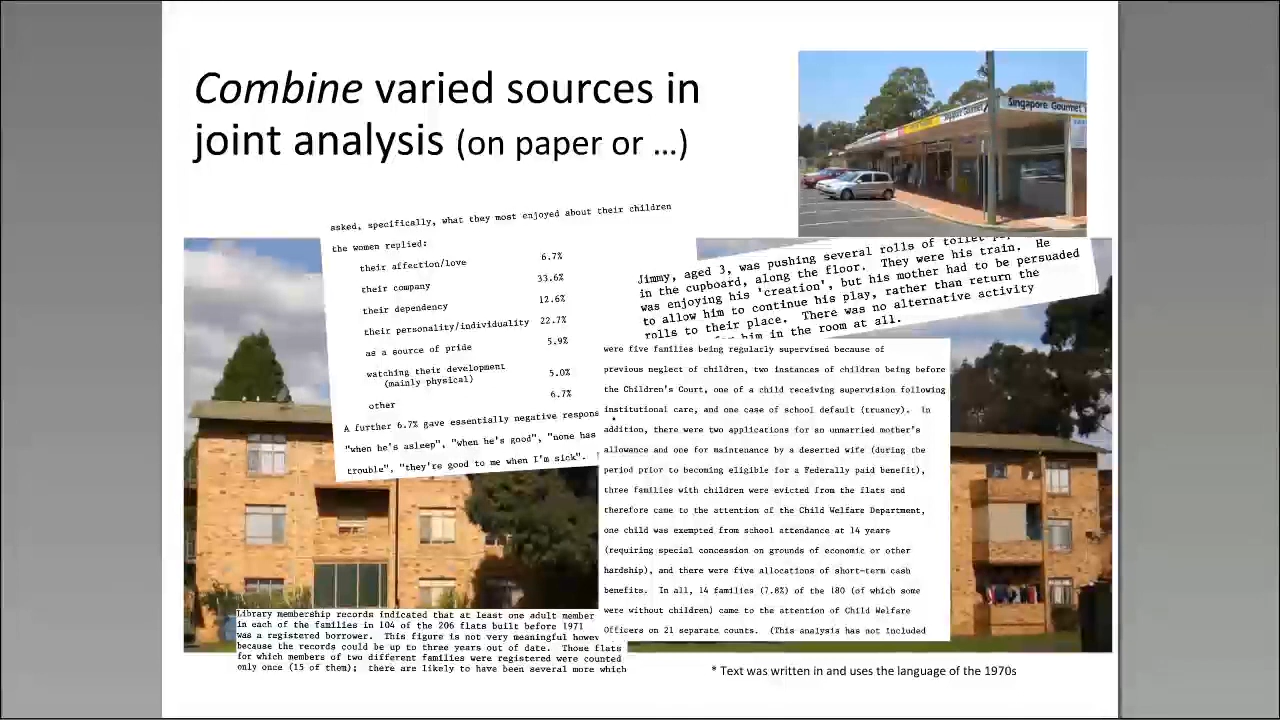 Combine varied sources in
joint analysis (on paper or …)
Singapore Gourmet
asked, specifically, what they most enjoyed about their children
the women replied:
their affection/love 6.7%
their company 33.6%
their dependency 12.6%
their personality/individuality 22.7%
as a source of pride 5.9%
watching their development
(mainly physical) 5.0%
other 6.7%
A further 6.7% gave essentially negative respons
"when he's asleep", "when he's good", "none has
trouble", "they're good to me when I'm sick".
Jimmy, aged 3, was pushing several rolls of toilet
in the cupboard, along the floor. They were his train. He
was enjoying his 'creation', but his mother had to be persuaded
to allow him to continue his play, rather than return the
rolls to their place. There was no alternative activity
him in the room at all.
were five families being regularly supervised because of
previous neglect of children, two instances of children being before
the Children's Court, one of a child receiving supervision following
institutional care, and one case of school default (truancy). In
addition, there were two applications for an unmarried mother's
allowance and one for maintenance by a deserted wife (during the
period prior to becoming eligible for a Federally paid benefit),
three families with children were evicted from the flats and
therefore came to the attention of the Child Welfare Department,
one child was exempted from school attendance at 14 years
(requiring special concession on grounds of economic or other
hardship), and there were five allocations of short-term cash
benefits. In all, 14 families (7.8%) of the 180 (of which some
were without children) came to the attention of Child Welfare
Officers on 21 separate counts. (This analysis has not included
Library membership records indicated that at least one adult member
in each of the families in 104 of the 206 flats built before 1971
was a registered borrower. This figure is not very meaningful howev
because the records could be up to three years out of date. Those flats
for which members of two different families were registered were counted
only once (15 of them); there are likely to have been several more which
* Text was written in and uses the language of the 1970s